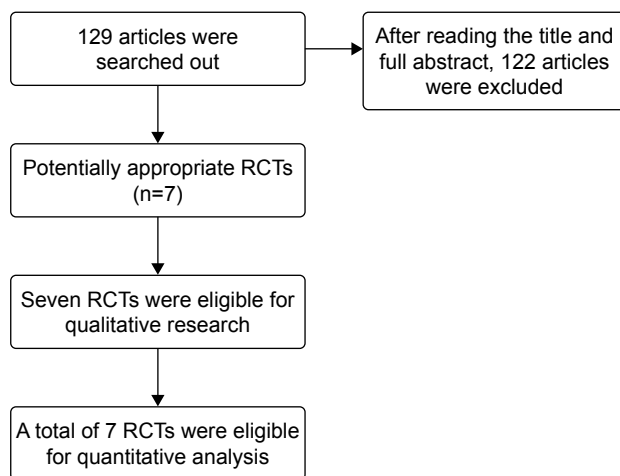 129 articles were
searched out
After reading the title and
full abstract, 122 articles
were excluded
Potentially appropriate RCTs
(n=7)
Seven RCTs were eligible for
qualitative research
A total of 7 RCTs were eligible
for quantitative analysis